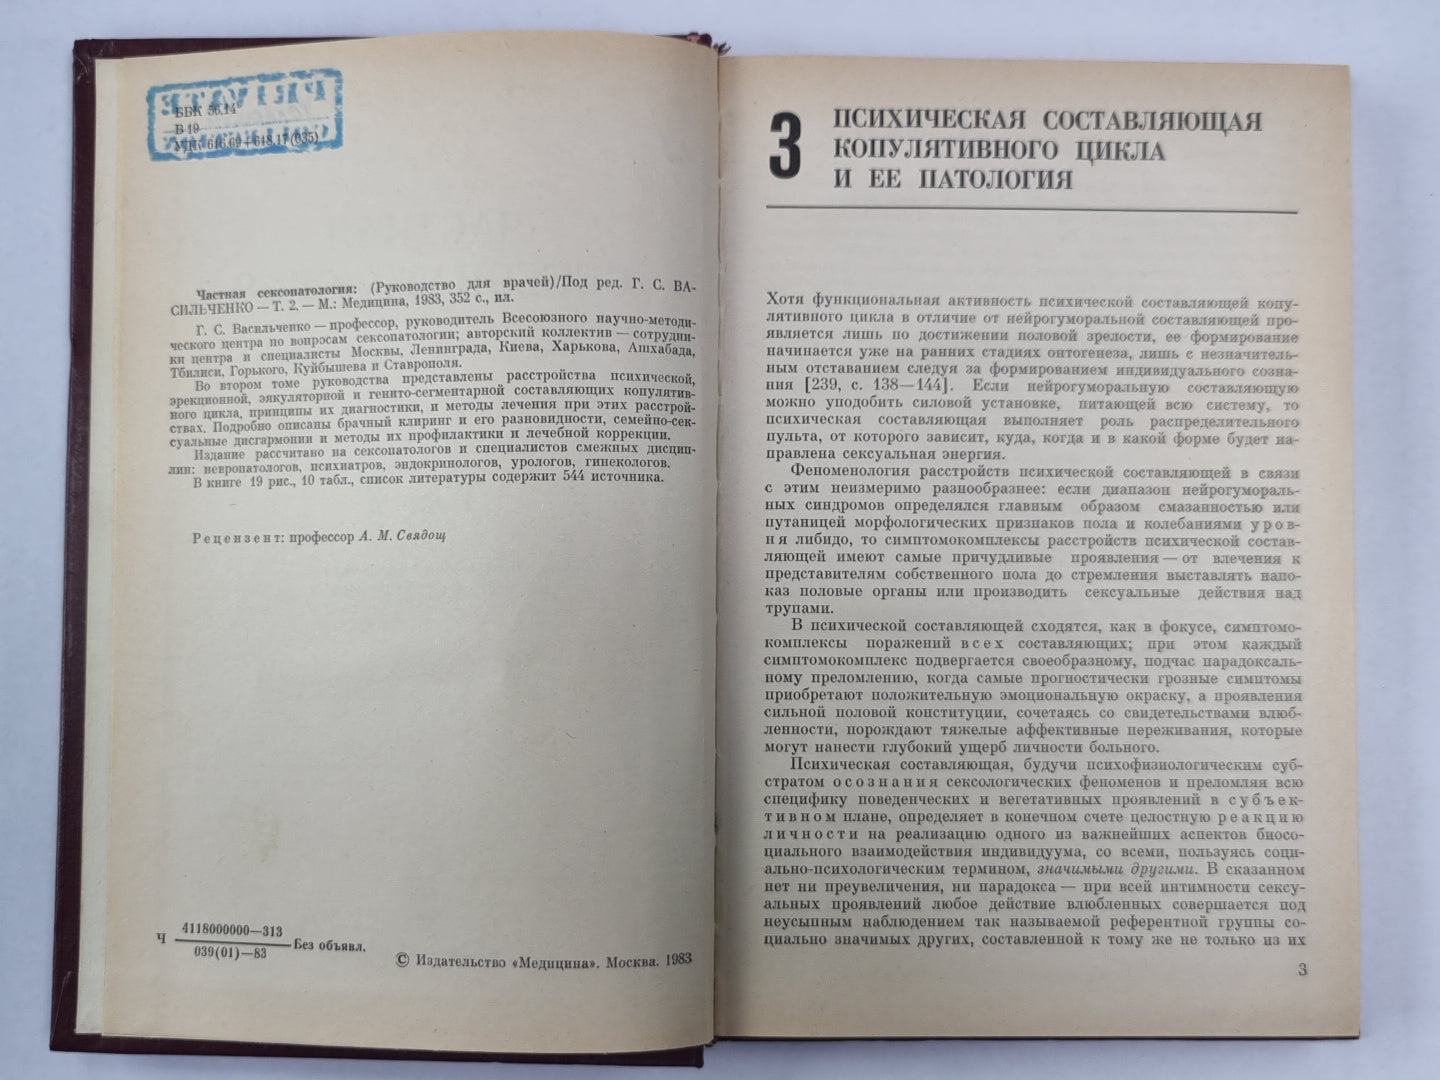 PRIVATE
ББК 56.14
В 19
УДК 616.69+618.17(035)
Частная сексопатология: (Руководство для врачей)/Под ред. Г. С. ВА-
СИЛЬЧЕНКО — Т. 2. — М.: Медицина, 1983, 352 с., ил.
Г. С. Васильченко — профессор, руководитель Всесоюзного научно-методи-
ческого центра по вопросам сексопатологии; авторский коллектив — сотрудни-
ки центра и специалисты Москвы, Ленинграда, Киева, Харькова, Ашхабада,
Тбилиси, Горького, Куйбышева и Ставрополя.
Во втором томе руководства представлены расстройства психической,
эрекционной, эякуляторной и генито-сегментарной составляющих копулятив-
ного цикла, принципы их диагностики, и методы лечения при этих расстрой-
ствах. Подробно описаны брачный клиринг и его разновидности, семейно-сек-
суальные дисгармонии и методы их профилактики и лечебной коррекции.
Издание рассчитано на сексопатологов и специалистов смежных дисцип-
лин: невропатологов, психиатров, эндокринологов, урологов, гинекологов.
В книге 19 рис., 10 табл., список литературы содержит 544 источника.
Рецензент: профессор А. М. Свядощ
Ч 4118000000—313
039(01)—83 Без объявл.
© Издательство «Медицина». Москва. 1983
3 ПСИХИЧЕСКАЯ СОСТАВЛЯЮЩАЯ
КОПУЛЯТИВНОГО ЦИКЛА
И ЕЕ ПАТОЛОГИЯ
Хотя функциональная активность психической составляющей копу-
лятивного цикла в отличие от нейрогуморальной составляющей про-
является лишь по достижении половой зрелости, ее формирование
начинается уже на ранних стадиях онтогенеза, лишь с незначитель-
ным отставанием следуя за формированием индивидуального созна-
ния [239, с. 138—144]. Если нейрогуморальную составляющую
можно уподобить силовой установке, питающей всю систему, то
психическая составляющая выполняет роль распределительного
пульта, от которого зависит, куда, когда и в какой форме будет на-
правлена сексуальная энергия.
Феноменология расстройств психической составляющей в связи
с этим неизмеримо разнообразнее: если диапазон нейрогумораль-
ных синдромов определялся главным образом смазанностью или
путаницей морфологических признаков пола и колебаниями уров-
ня либидо, то симптомокомплексы расстройств психической состав-
ляющей имеют самые причудливые проявления — от влечения к
представителям собственного пола до стремления выставлять напо-
каз половые органы или производить сексуальные действия над
трупами.
В психической составляющей сходятся, как в фокусе, симптомо-
комплексы поражений всех составляющих; при этом каждый
симптомокомплекс подвергается своеобразному, подчас парадоксаль-
ному преломлению, когда самые прогностически грозные симптомы
приобретают положительную эмоциональную окраску, а проявления
сильной половой конституции, сочетаясь со свидетельствами влюб-
ленности, порождают тяжелые аффективные переживания, которые
могут нанести глубокий ущерб личности больного.
Психическая составляющая, будучи психофизиологическим суб-
стратом осознания сексологических феноменов и преломляя всю
специфику поведенческих и вегетативных проявлений в субъек-
тивном плане, определяет в конечном счете целостную реакцию
личности на реализацию одного из важнейших аспектов биосо-
циального взаимодействия индивидуума, со всеми, пользуясь соци-
ально-психологическим термином, значимыми другими. В сказанном
нет ни преувеличения, ни парадокса — при всей интимности сексу-
альных проявлений любое действие влюбленных совершается под
неусыпным наблюдением так называемой референтной группы со-
циально значимых других, составленной к тому же не только из их
3